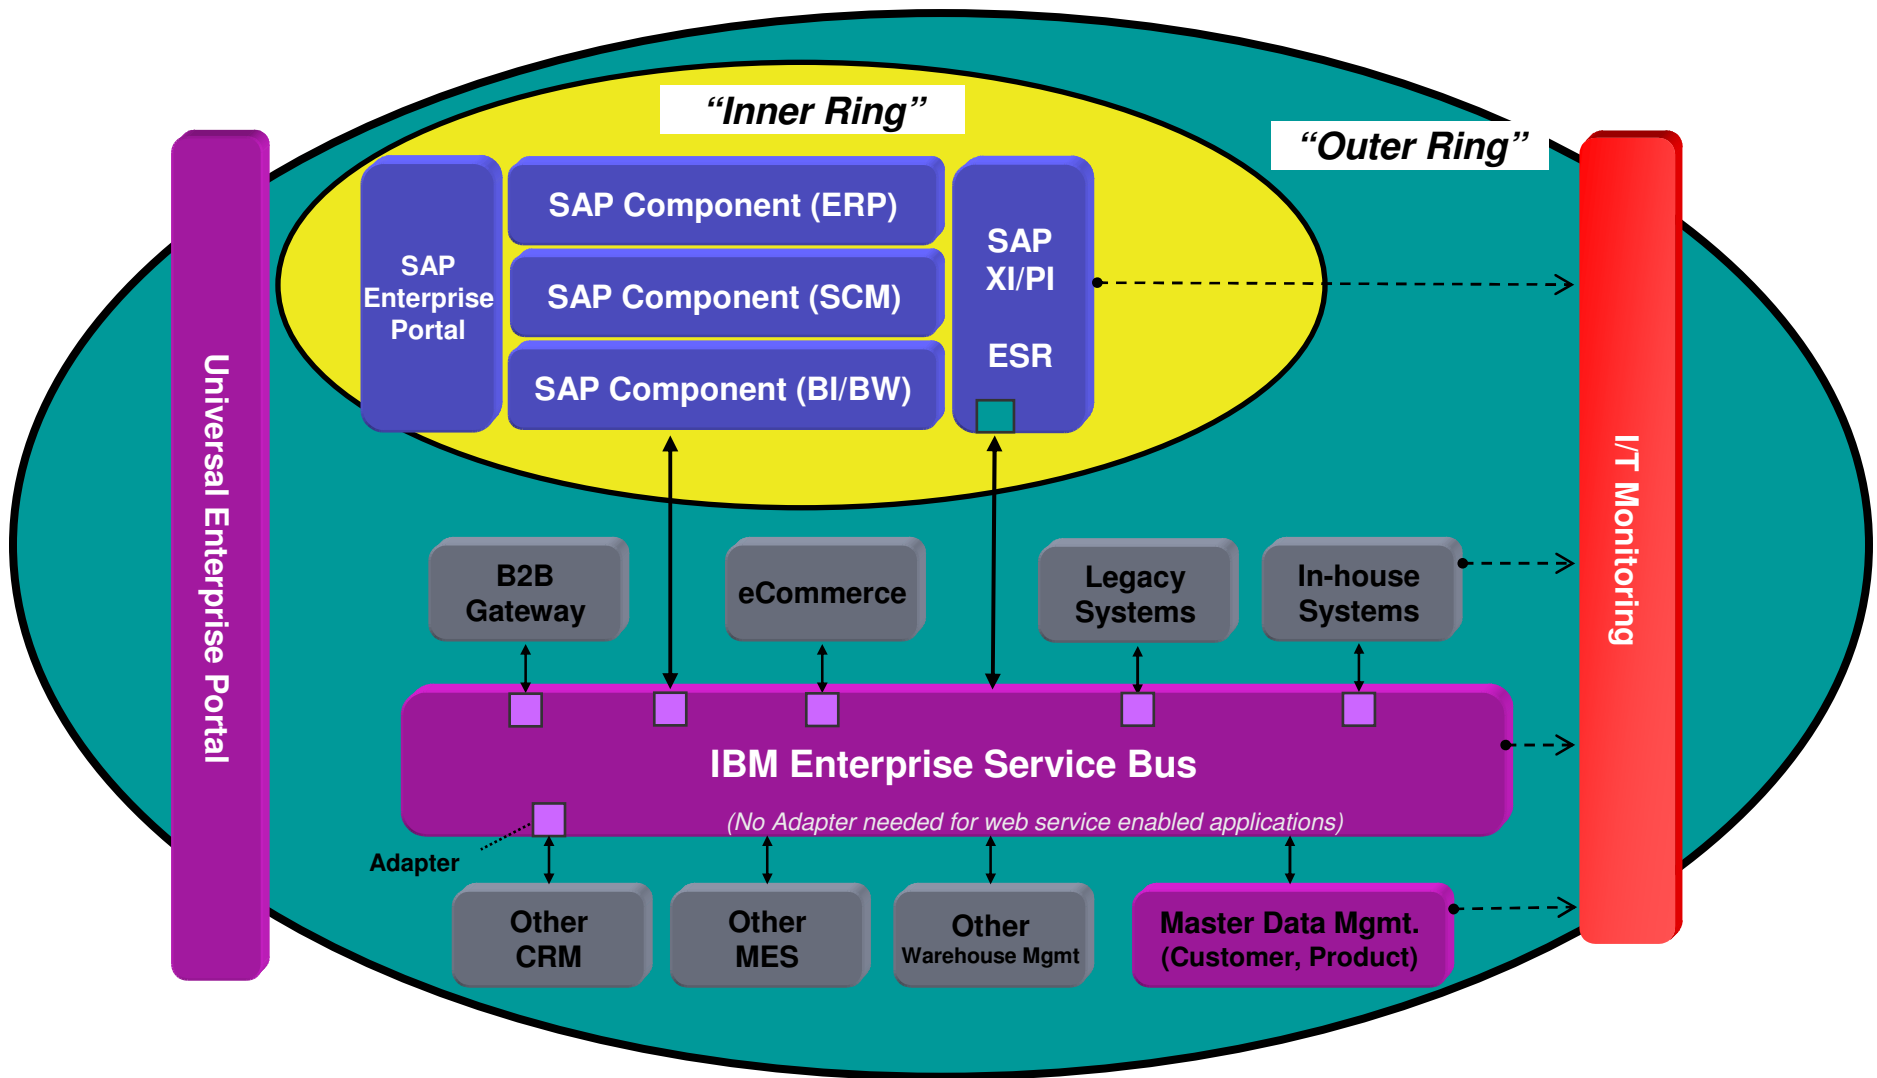 “Inner Ring”
“Outer Ring”
SAP
Enterprise
Portal
SAP Component (ERP)
SAP Component (SCM)
SAP Component (BI/BW)
SAP
XI/PI
ESR
Universal Enterprise Portal
I/T Monitoring
B2B
Gateway
eCommerce
Legacy
Systems
In-house
Systems
IBM Enterprise Service Bus
(No Adapter needed for web service enabled applications)
Adapter
Other
CRM
Other
MES
Other
Warehouse Mgmt
Master Data Mgmt.
(Customer, Product)